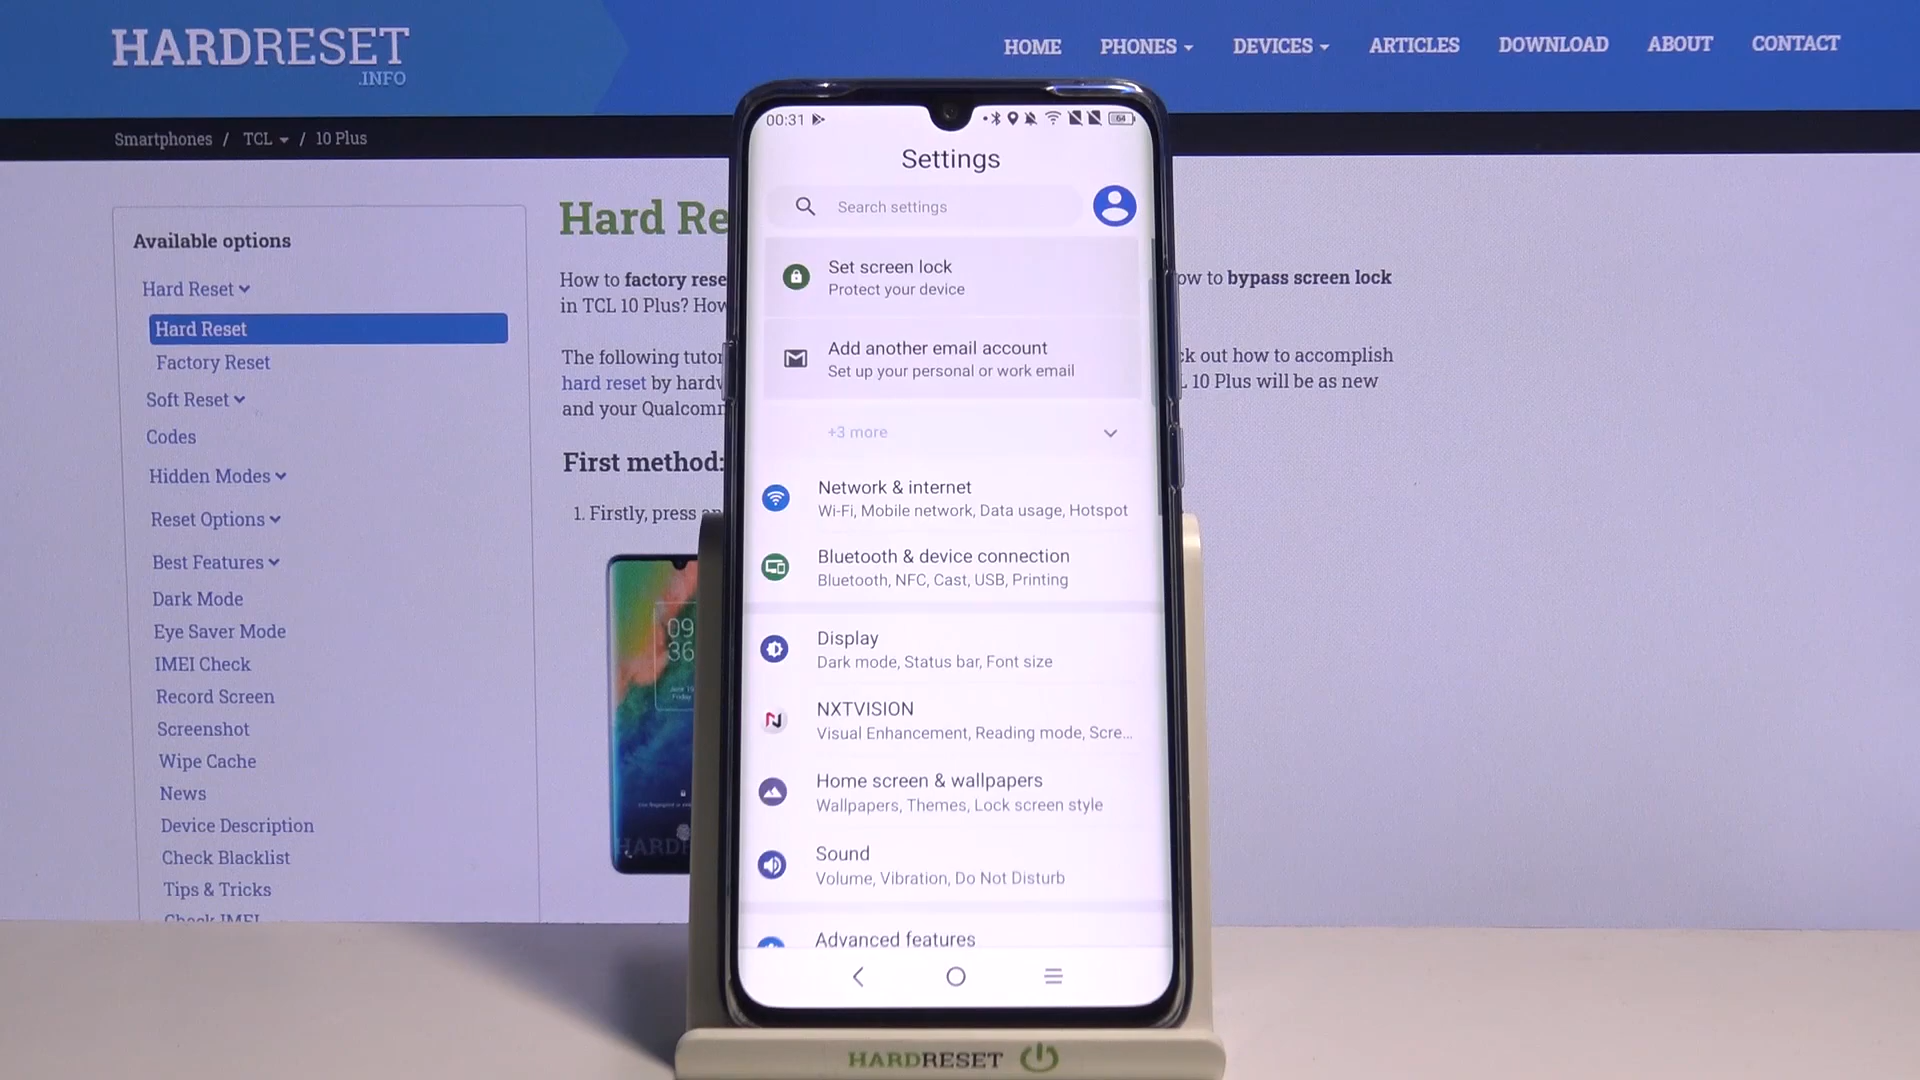 HARDRESET
.INFO
HOME PHONES DEVICES ARTICLES DOWNLOAD ABOUT CONTACT
Smartphones / TCL / 10 Plus
Available options
Hard Reset
Hard Reset
Factory Reset
Soft Reset
Codes
Hidden Modes
Reset Options
Best Features
Dark Mode
Eye Saver Mode
IMEI Check
Record Screen
Screenshot
Wipe Cache
News
Device Description
Check Blacklist
Tips & Tricks
Check IMEI
Hard Re
How to factory rese
ow to bypass screen lock
in TCL 10 Plus? How
The following tutor
ck out how to accomplish
hard reset by hardw
L 10 Plus will be as new
and your Qualcomm
First method:
1. Firstly, press an
09
36
HARD
00:31
64
Settings
Search settings
Set screen lock
Protect your device
Add another email account
Set up your personal or work email
+3 more
Network & internet
Wi-Fi, Mobile network, Data usage, Hotspot
Bluetooth & device connection
Bluetooth, NFC, Cast, USB, Printing
Display
Dark mode, Status bar, Font size
NXTVISION
Visual Enhancement, Reading mode, Scre...
Home screen & wallpapers
Wallpapers, Themes, Lock screen style
Sound
Volume, Vibration, Do Not Disturb
Advanced features
HARDRESET